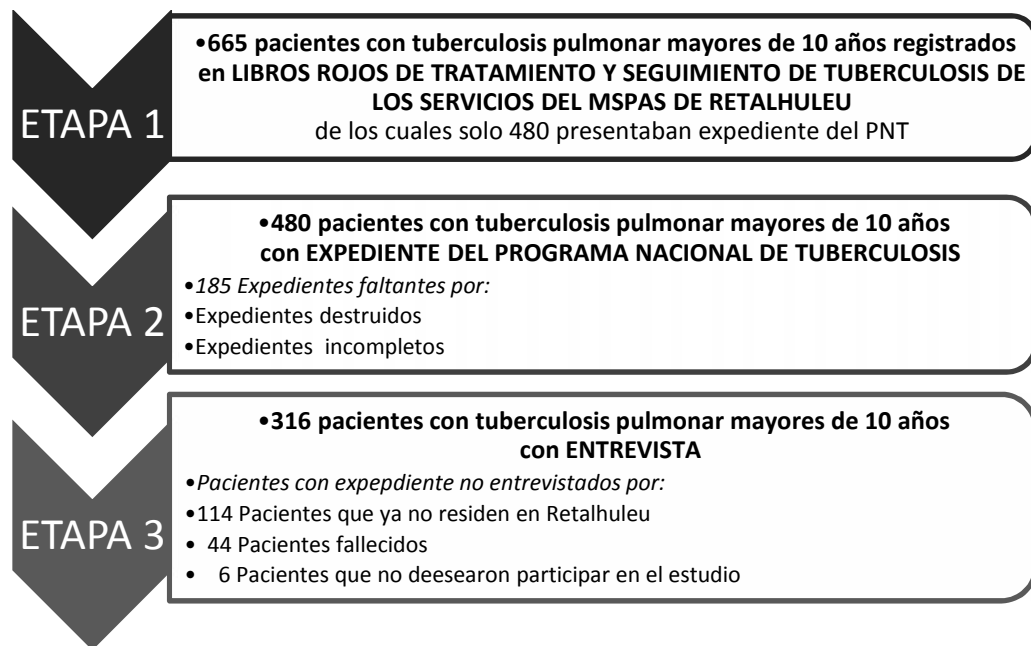 ETAPA 1
•665 pacientes con tuberculosis pulmonar mayores de 10 años registrados
en LIBROS ROJOS DE TRATAMIENTO Y SEGUIMIENTO DE TUBERCULOSIS DE
LOS SERVICIOS DEL MSPAS DE RETALHULEU
de los cuales solo 480 presentaban expediente del PNT
ETAPA 2
•480 pacientes con tuberculosis pulmonar mayores de 10 años
con EXPEDIENTE DEL PROGRAMA NACIONAL DE TUBERCULOSIS
•185 Expedientes faltantes por:
•Expedientes destruidos
•Expedientes incompletos
ETAPA 3
•316 pacientes con tuberculosis pulmonar mayores de 10 años
con ENTREVISTA
•Pacientes con expepdiente no entrevistados por:
•114 Pacientes que ya no residen en Retalhuleu
• 44 Pacientes fallecidos
• 6 Pacientes que no deesearon participar en el estudio